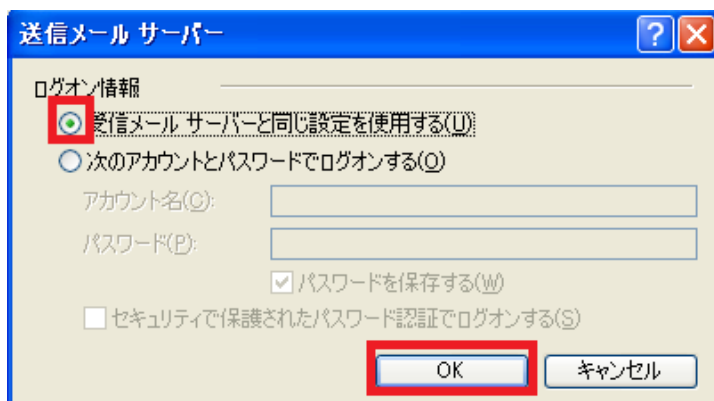 送信メール サーバー
ログオン情報
受信メール サーバーと同じ設定を使用する(U)
次のアカウントとパスワードでログオンする(O)
アカウント名(C):
パスワード(P):
パスワードを保存する(W)
セキュリティで保護されたパスワード認証でログオンする(S)
OK キャンセル